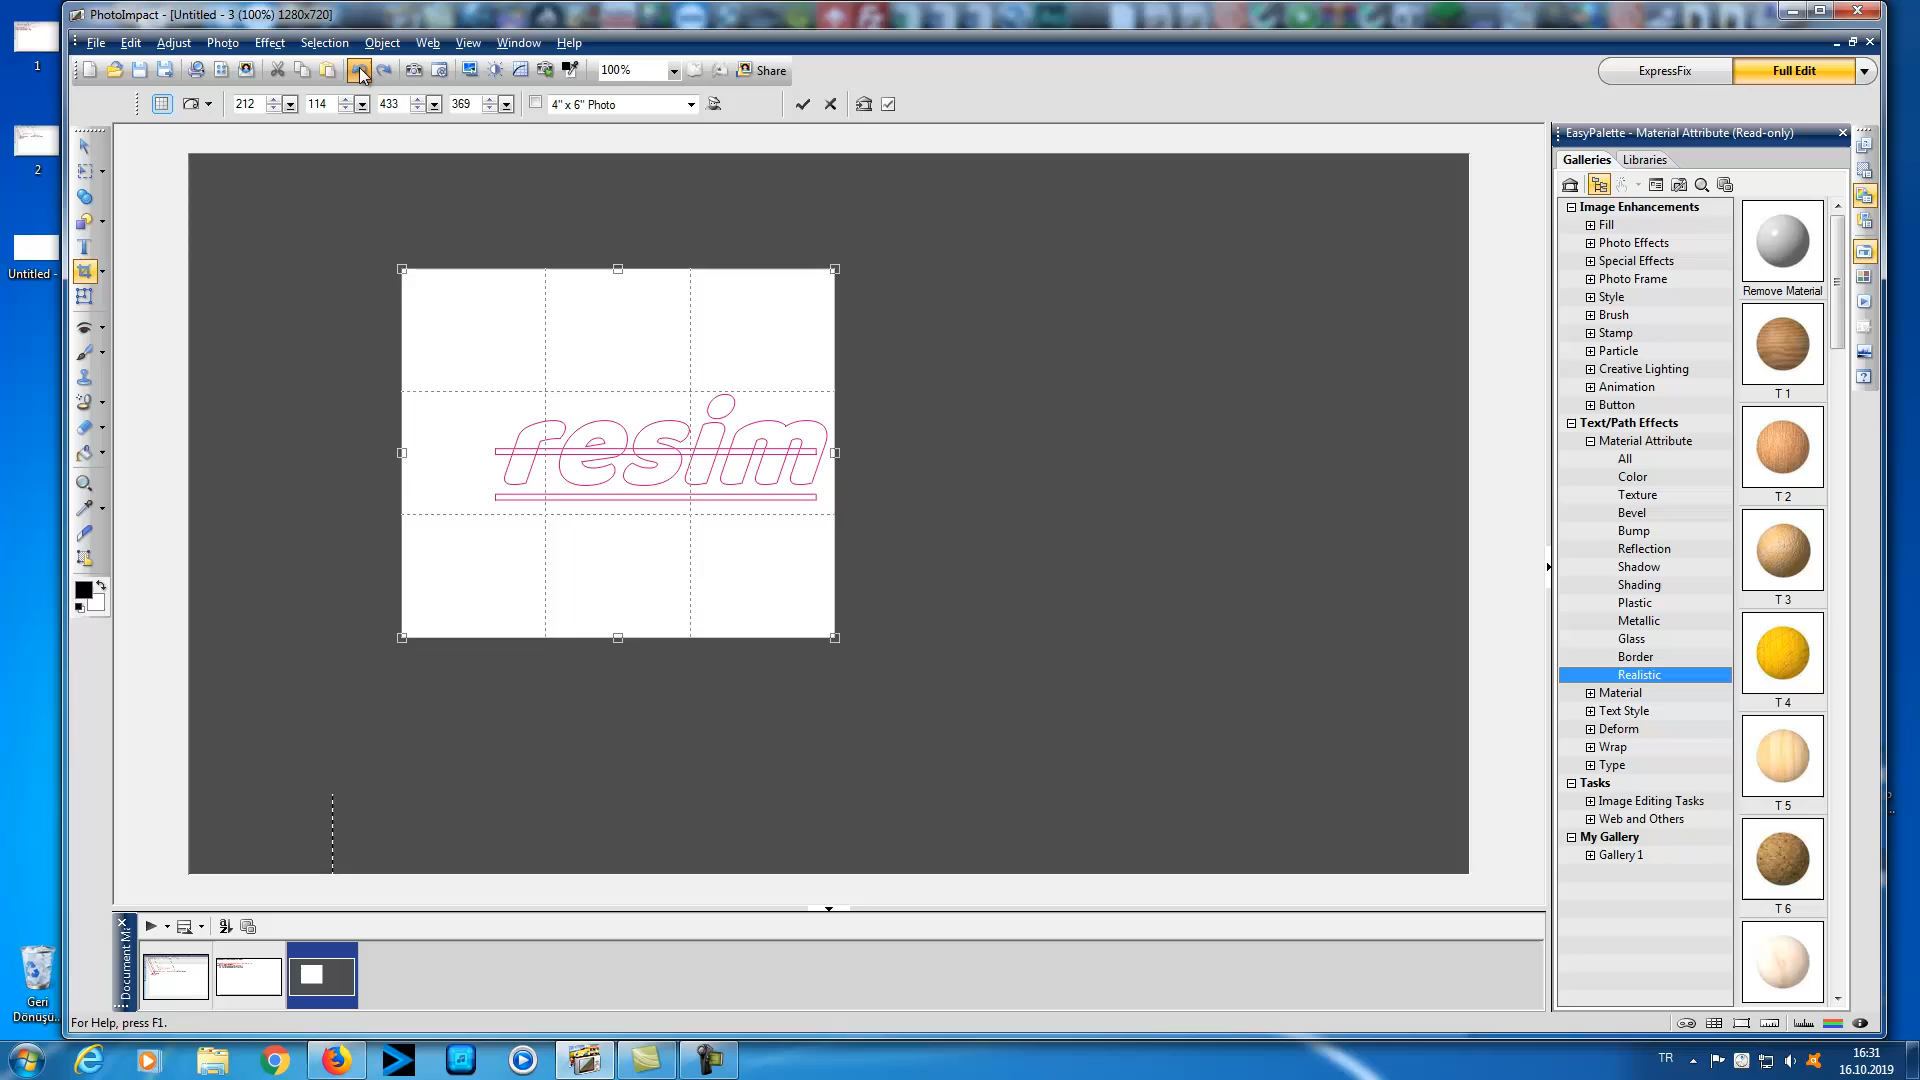 PhotoImpact - [Untitled - 3 (100%) 1280x720]
File Edit Adjust Photo Effect Selection Object Web View Window Help
100% Share ExpressFix Full Edit
212 114 433 369 4" x 6" Photo
1
2
Untitled -
Geri
Dönüşü...
resim
EasyPalette - Material Attribute (Read-only)
Galleries Libraries
Image Enhancements
Fill
Photo Effects
Special Effects
Photo Frame
Style
Brush
Stamp
Particle
Creative Lighting
Animation
Button
Text/Path Effects
Material Attribute
All
Color
Texture
Bevel
Bump
Reflection
Shadow
Shading
Plastic
Metallic
Glass
Border
Realistic
Material
Text Style
Deform
Wrap
Type
Tasks
Image Editing Tasks
Web and Others
My Gallery
Gallery 1
Remove Material
T 1
T 2
T 3
T 4
T 5
T 6
For Help, press F1.
TR
16:31
16.10.2019